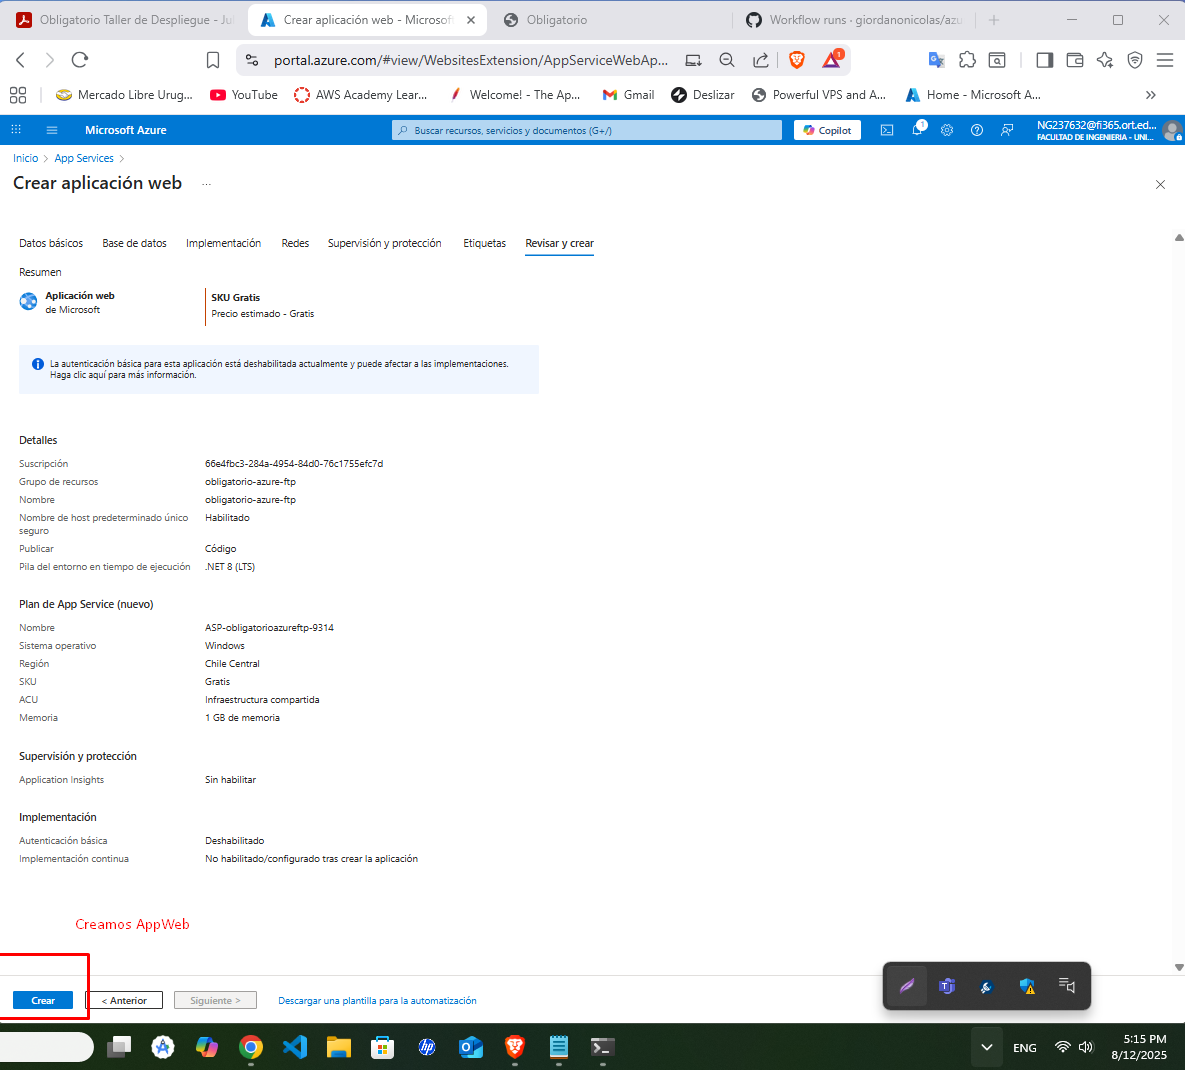 Obligatorio Taller de Despliegue - Ju
Crear aplicación web - Microsof
Obligatorio
Workflow runs · giordanonicolas/azu
portal.azure.com/#view/WebsitesExtension/AppServiceWebAp...
1
Mercado Libre Urug...
YouTube
AWS Academy Lear...
Welcome! - The Ap...
Gmail
Deslizar
Powerful VPS and A...
Home - Microsoft A...
Microsoft Azure
Buscar recursos, servicios y documentos (G+/)
Copilot
1
NG237632@fi365.ort.ed...
FACULTAD DE INGENIERIA - UNI...
Inicio > App Services >
Crear aplicación web ...
Datos básicos
Base de datos
Implementación
Redes
Supervisión y protección
Etiquetas
Revisar y crear
Resumen
Aplicación web
de Microsoft
SKU Gratis
Precio estimado - Gratis
La autenticación básica para esta aplicación está deshabilitada actualmente y puede afectar a las implementaciones.
Haga clic aquí para más información.
Detalles
Suscripción 66e4fbc3-284a-4954-84d0-76c1755efc7d
Grupo de recursos obligatorio-azure-ftp
Nombre obligatorio-azure-ftp
Nombre de host predeterminado único Habilitado
seguro
Publicar Código
Pila del entorno en tiempo de ejecución .NET 8 (LTS)
Plan de App Service (nuevo)
Nombre ASP-obligatorioazureftp-9314
Sistema operativo Windows
Región Chile Central
SKU Gratis
ACU Infraestructura compartida
Memoria 1 GB de memoria
Supervisión y protección
Application Insights Sin habilitar
Implementación
Autenticación básica Deshabilitado
Implementación continua No habilitado/configurado tras crear la aplicación
Creamos AppWeb
Crear
< Anterior
Siguiente >
Descargar una plantilla para la automatización
ENG
5:15 PM
8/12/2025